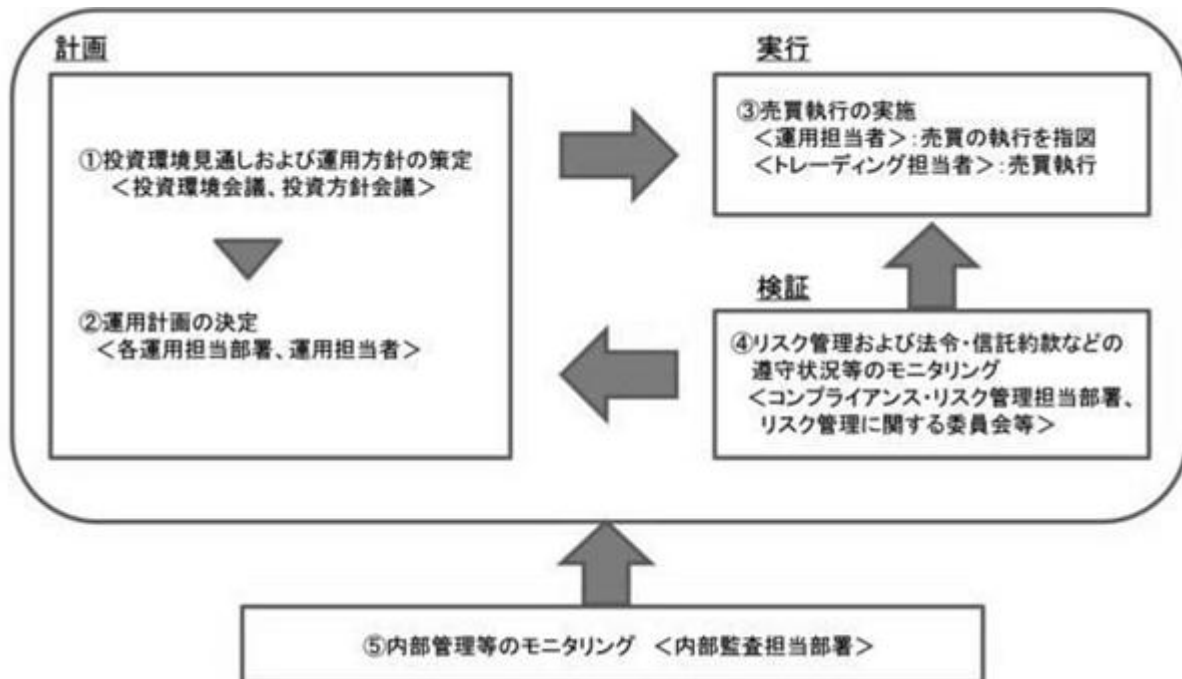 計画
①投資環境見通しおよび運用方針の策定
＜投資環境会議、投資方針会議＞
②運用計画の決定
＜各運用担当部署、運用担当者＞
実行
③売買執行の実施
＜運用担当者＞：売買の執行を指図
＜トレーディング担当者＞：売買執行
検証
④リスク管理および法令・信託約款などの
遵守状況等のモニタリング
＜コンプライアンス・リスク管理担当部署、
リスク管理に関する委員会等＞
⑤内部管理等のモニタリング　＜内部監査担当部署＞